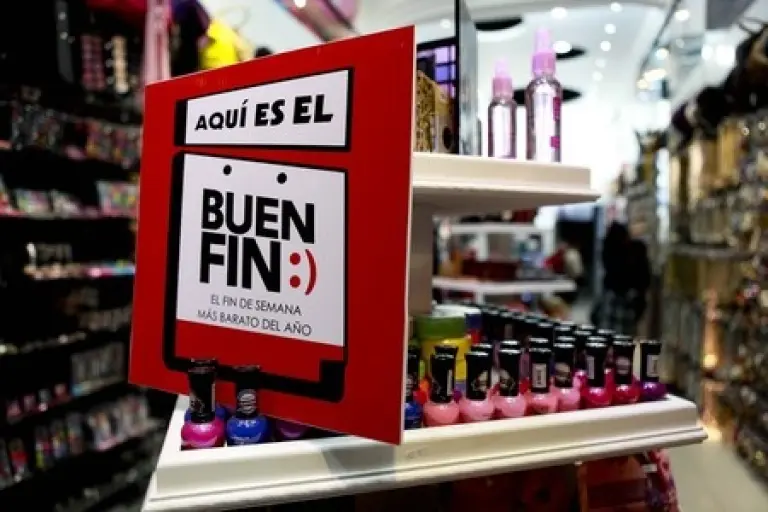 AQUÍ ES EL
BUEN
FIN:)
EL FIN DE SEMANA
MÁS BARATO DEL AÑO